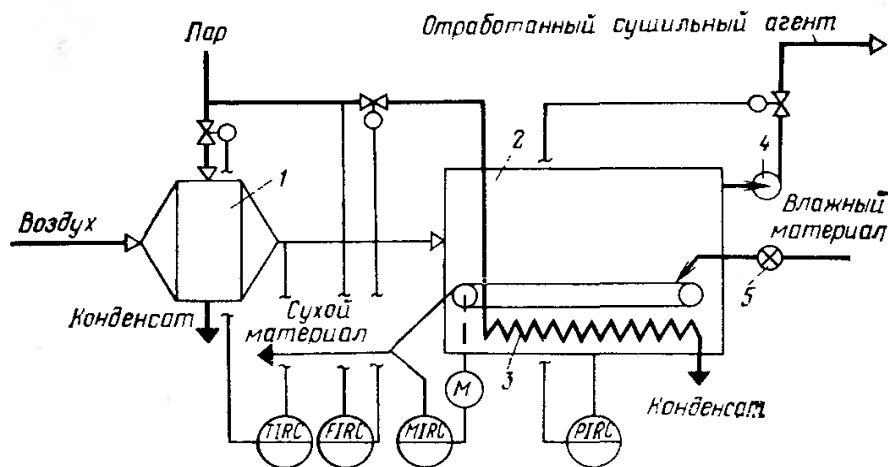 Пар
Отработанный сушильный агент
2
4
1
Воздух
Влажный
материал
5
Конденсат
Сухой
материал
3
М
Конденсат
TIRC
FIRC
MIRC
PIRC